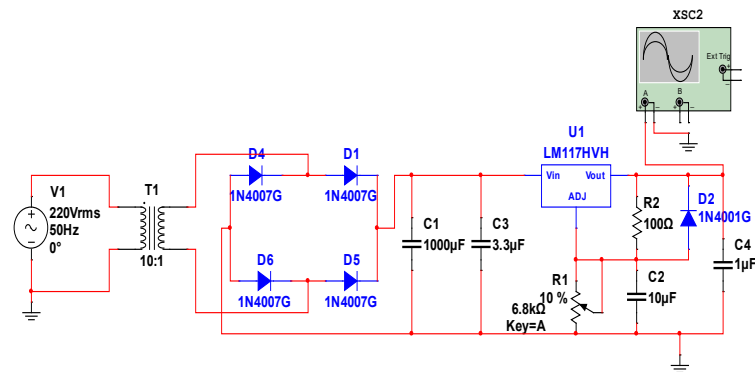 XSC2
Ext Trig
+
−
A
B
+ − + −
V1
220Vrms
50Hz
0°
T1
10:1
D4
1N4007G
D1
1N4007G
D6
1N4007G
D5
1N4007G
C1
1000µF
C3
3.3µF
U1
LM117HVH
Vin
Vout
ADJ
R2
100Ω
D2
1N4001G
C4
1µF
R1
10 %
6.8kΩ
Key=A
C2
10µF